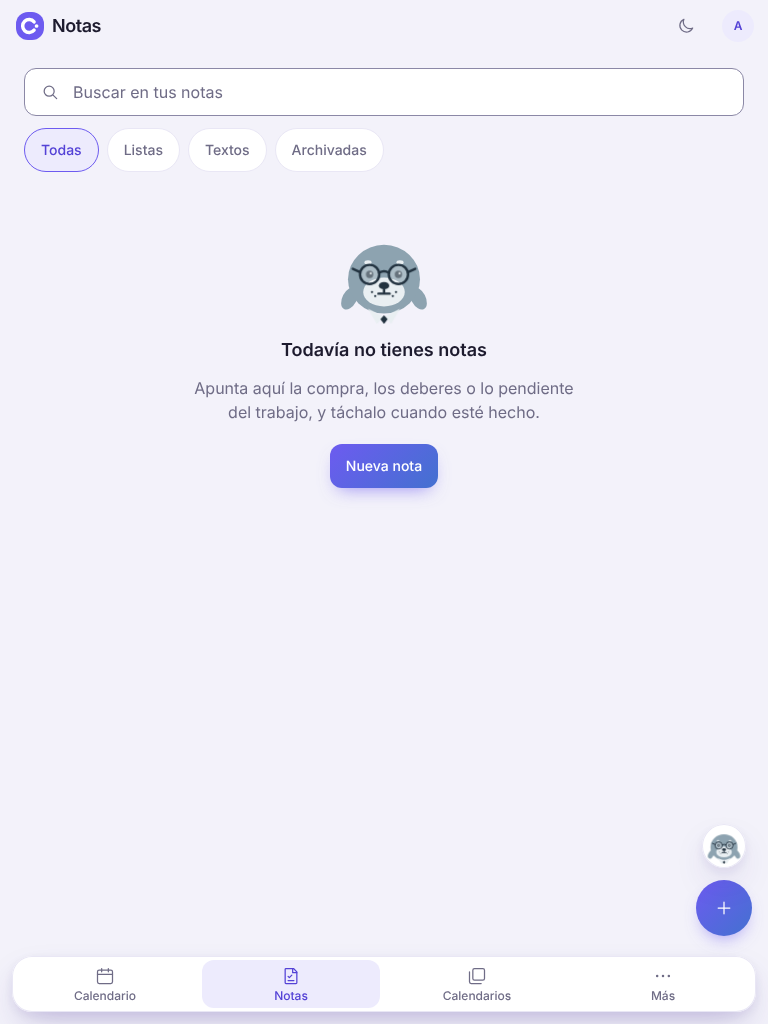 Notas
A
Buscar en tus notas
Todas
Listas
Textos
Archivadas
Todavía no tienes notas
Apunta aquí la compra, los deberes o lo pendiente
del trabajo, y táchalo cuando esté hecho.
Nueva nota
Calendario
Notas
Calendarios
Más